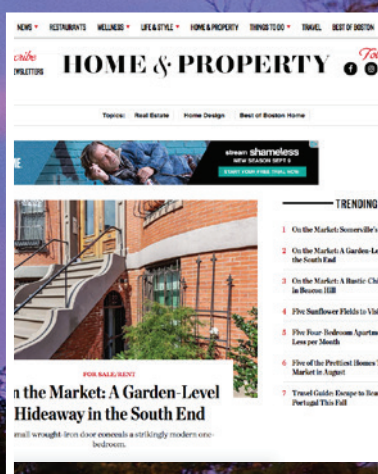 NEWS RESTAURANTS WELLNESS LIFE & STYLE HOME & PROPERTY THINGS TO DO TRAVEL BEST OF BOSTON
HOME & PROPERTY
Topics: Real Estate Home Design Best of Boston Home
stream shameless
NEW SEASON SEPT 9
START YOUR FREE TRIAL NOW
TRENDING
1 On the Market: Somerville's
2 On the Market: A Garden-Le
the South End
3 On the Market: A Rustic Chi
in Beacon Hill
4 Five Sunflower Fields to Visi
5 Five Four-Bedroom Apartme
Less per Month
6 Five of the Prettiest Homes
Market in August
7 Travel Guide: Escape to Bea
Portugal This Fall
FOR SALE/RENT
n the Market: A Garden-Level
Hideaway in the South End
mall wrought-iron door conceals a strikingly modern one-
bedroom.